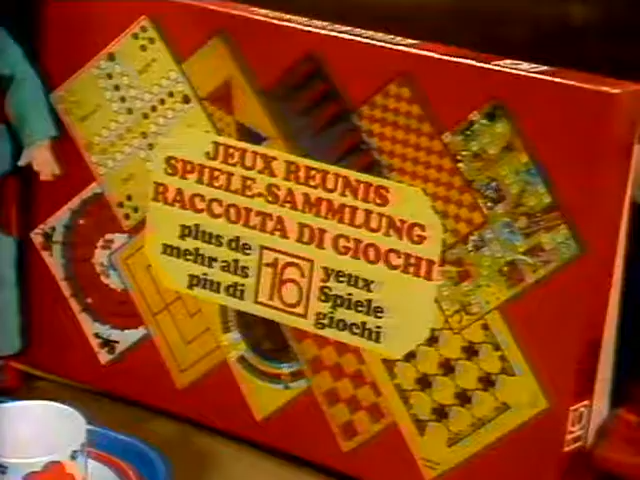 JEUX REUNIS
SPIELE-SAMMLUNG
RACCOLTA DI GIOCHI
plus de
mehr als
piu di
16
yeux
Spiele
giochi